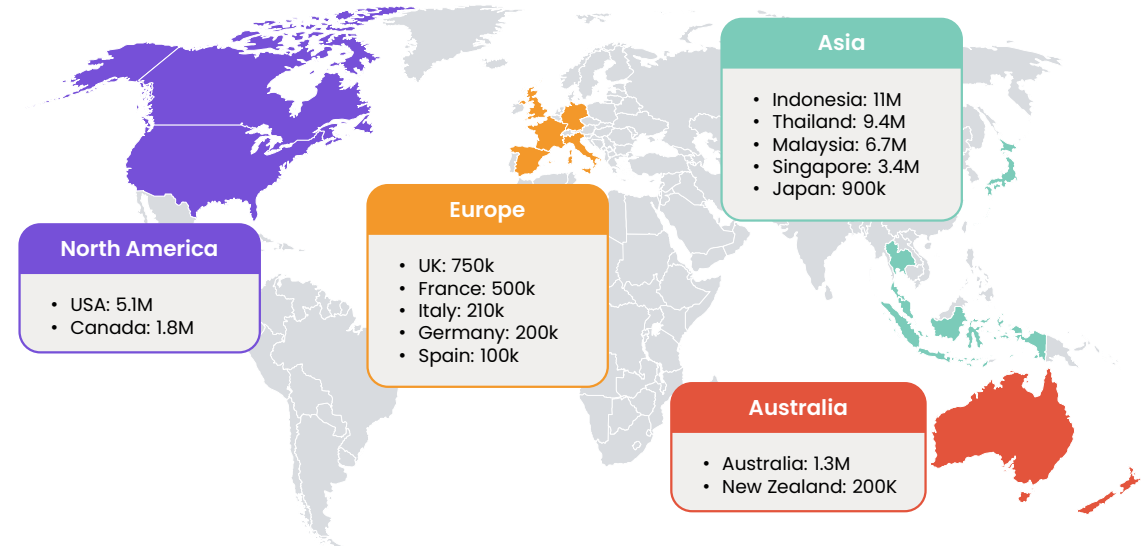 North America
• USA: 5.1M
• Canada: 1.8M
Europe
• UK: 750k
• France: 500k
• Italy: 210k
• Germany: 200k
• Spain: 100k
Asia
• Indonesia: 11M
• Thailand: 9.4M
• Malaysia: 6.7M
• Singapore: 3.4M
• Japan: 900k
Australia
• Australia: 1.3M
• New Zealand: 200K